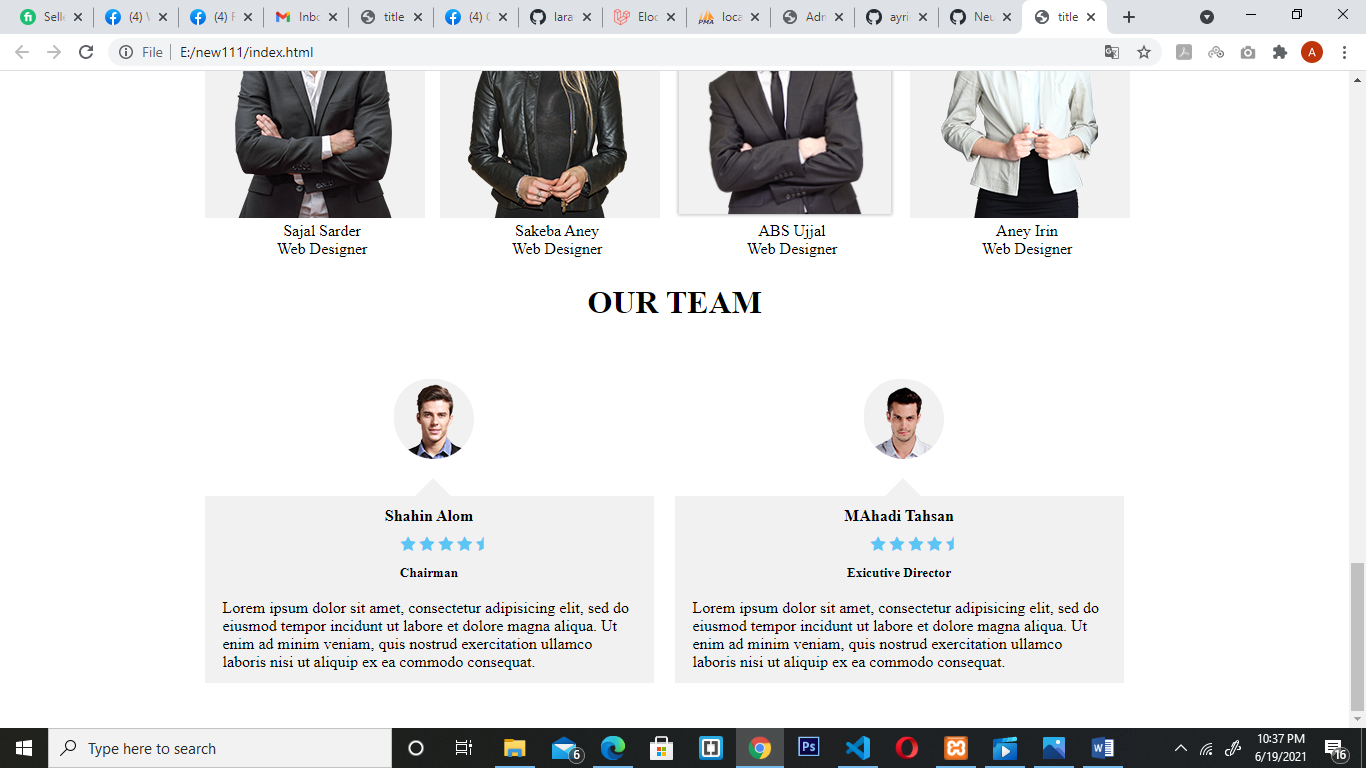 Selle
(4) V
(4) F
Inbo
title
(4) C
lara
Eloc
loca
Adn
ayri
Neu
title
File
E:/new111/index.html
A
Sajal Sarder
Web Designer
Sakeba Aney
Web Designer
ABS Ujjal
Web Designer
Aney Irin
Web Designer
OUR TEAM
Shahin Alom
Chairman
Lorem ipsum dolor sit amet, consectetur adipisicing elit, sed do
eiusmod tempor incidunt ut labore et dolore magna aliqua. Ut
enim ad minim veniam, quis nostrud exercitation ullamco
laboris nisi ut aliquip ex ea commodo consequat.
MAhadi Tahsan
Exicutive Director
Lorem ipsum dolor sit amet, consectetur adipisicing elit, sed do
eiusmod tempor incidunt ut labore et dolore magna aliqua. Ut
enim ad minim veniam, quis nostrud exercitation ullamco
laboris nisi ut aliquip ex ea commodo consequat.
Type here to search
6
Ps
10:37 PM
6/19/2021
16